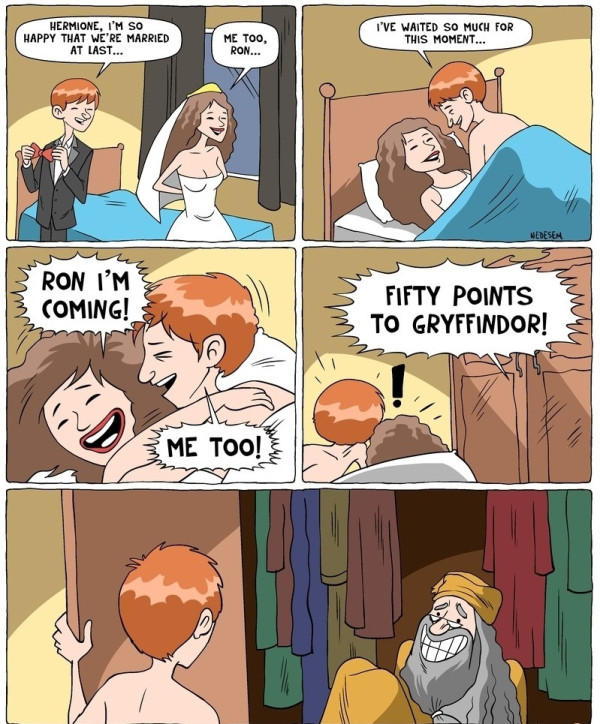 HERMIONE, I'M SO
HAPPY THAT WE'RE MARRIED
AT LAST...
ME TOO,
RON...
I'VE WAITED SO MUCH FOR
THIS MOMENT...
HEDESEM
RON I'M
COMING!
ME TOO!
!
FIFTY POINTS
TO GRYFFINDOR!